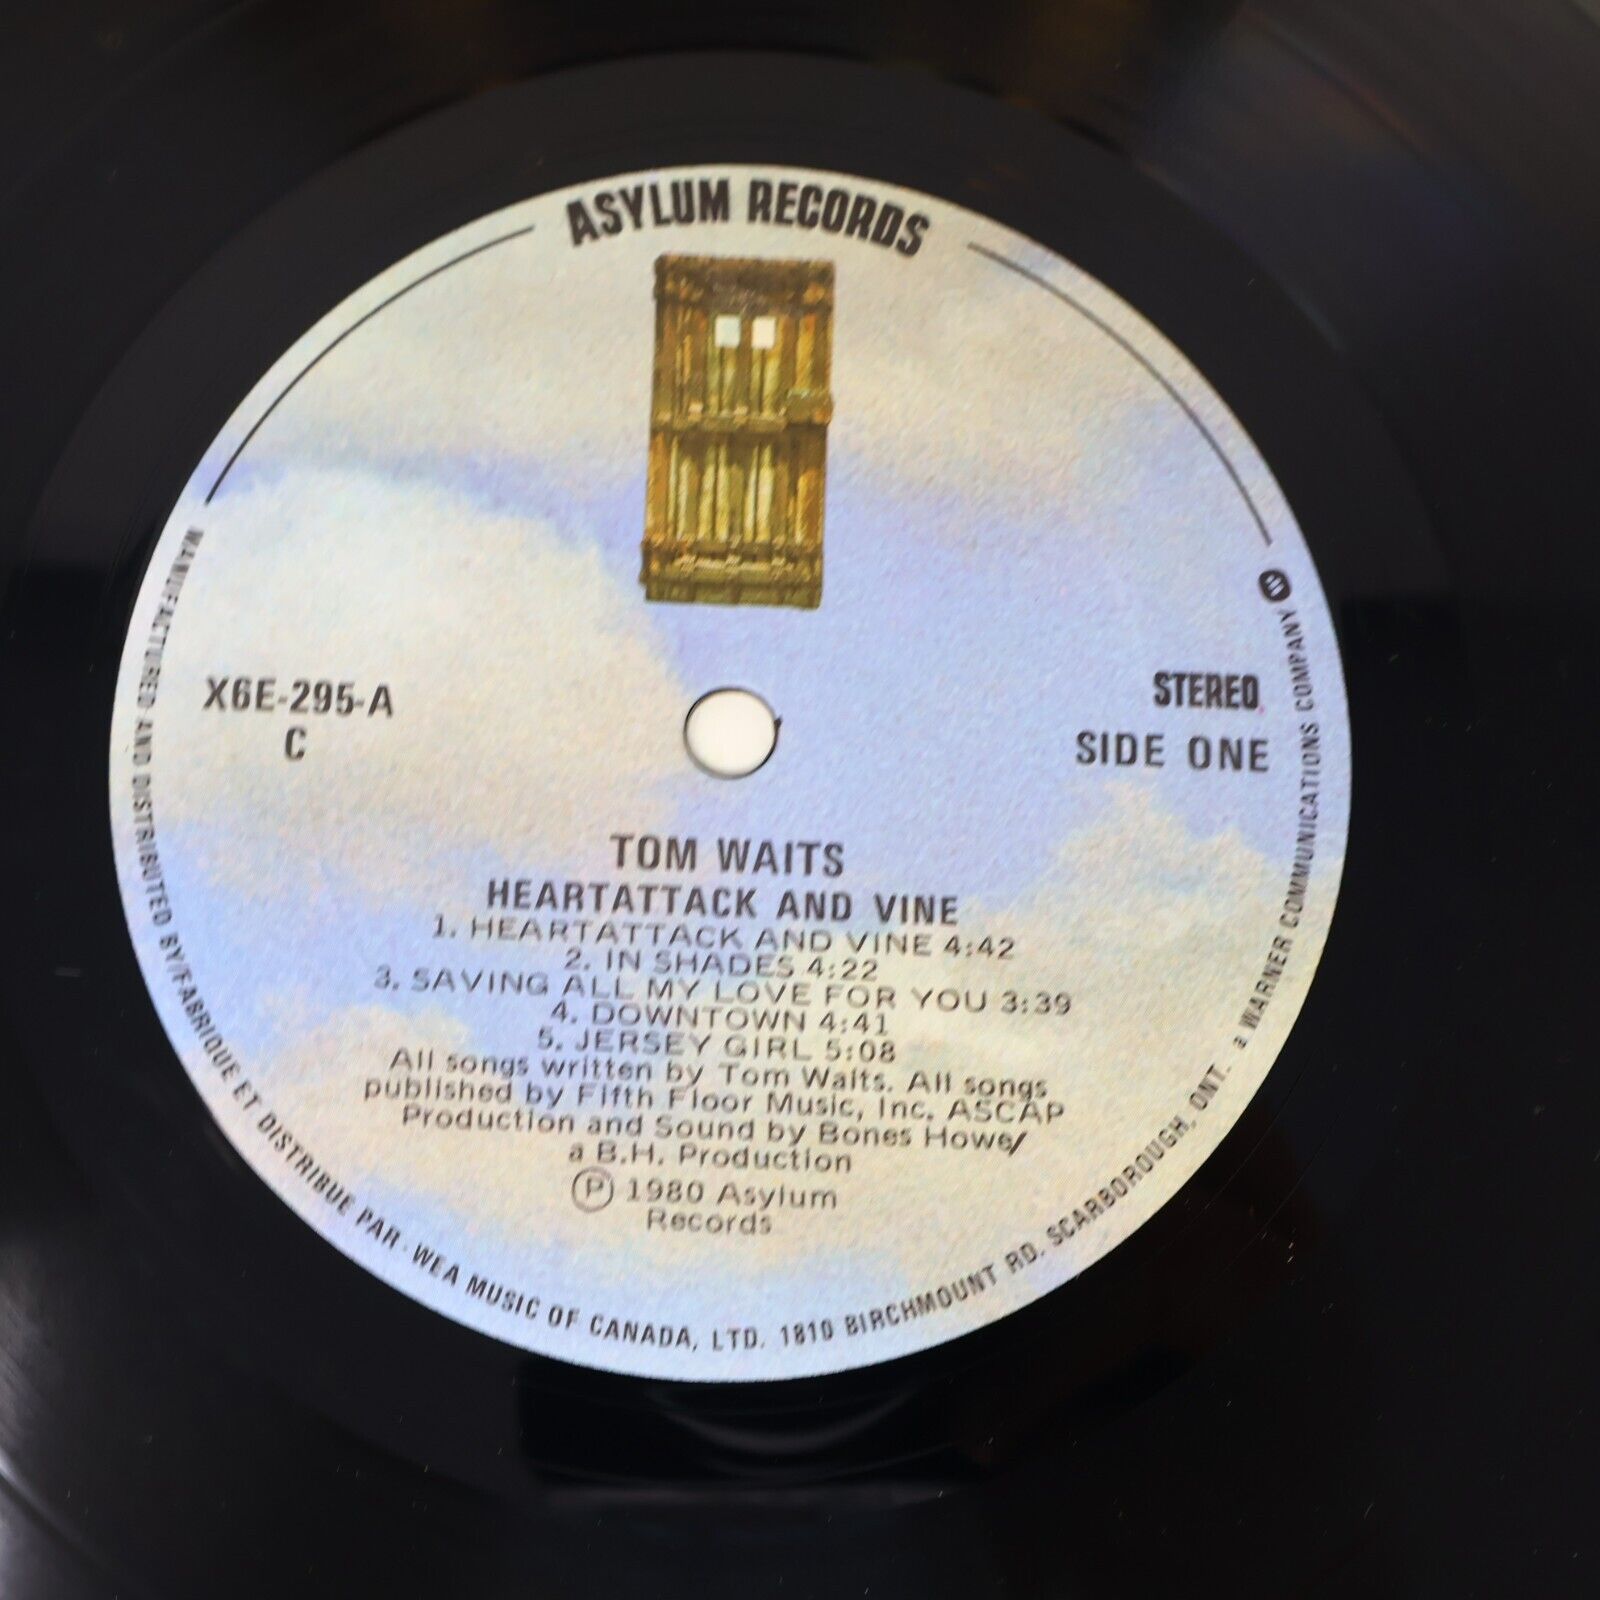 ASYLUM RECORDS
X6E-295-A
C
STEREO
SIDE ONE
TOM WAITS
HEARTATTACK AND VINE
1. HEARTATTACK AND VINE 4:42
2. IN SHADES 4:22
3. SAVING ALL MY LOVE FOR YOU 3:39
4. DOWNTOWN 4:41
5. JERSEY GIRL 5:08
All songs written by Tom Waits. All songs
published by Fifth Floor Music, Inc. ASCAP
Production and Sound by Bones Howe/
a B.H. Production
Ⓟ 1980 Asylum
Records
MANUFACTURED AND DISTRIBUTED BY/FABRIQUE ET DISTRIBUE PAR · WEA MUSIC OF CANADA, LTD. 1810 BIRCHMOUNT RD. SCARBOROUGH, ONT. a WARNER COMMUNICATIONS COMPANY